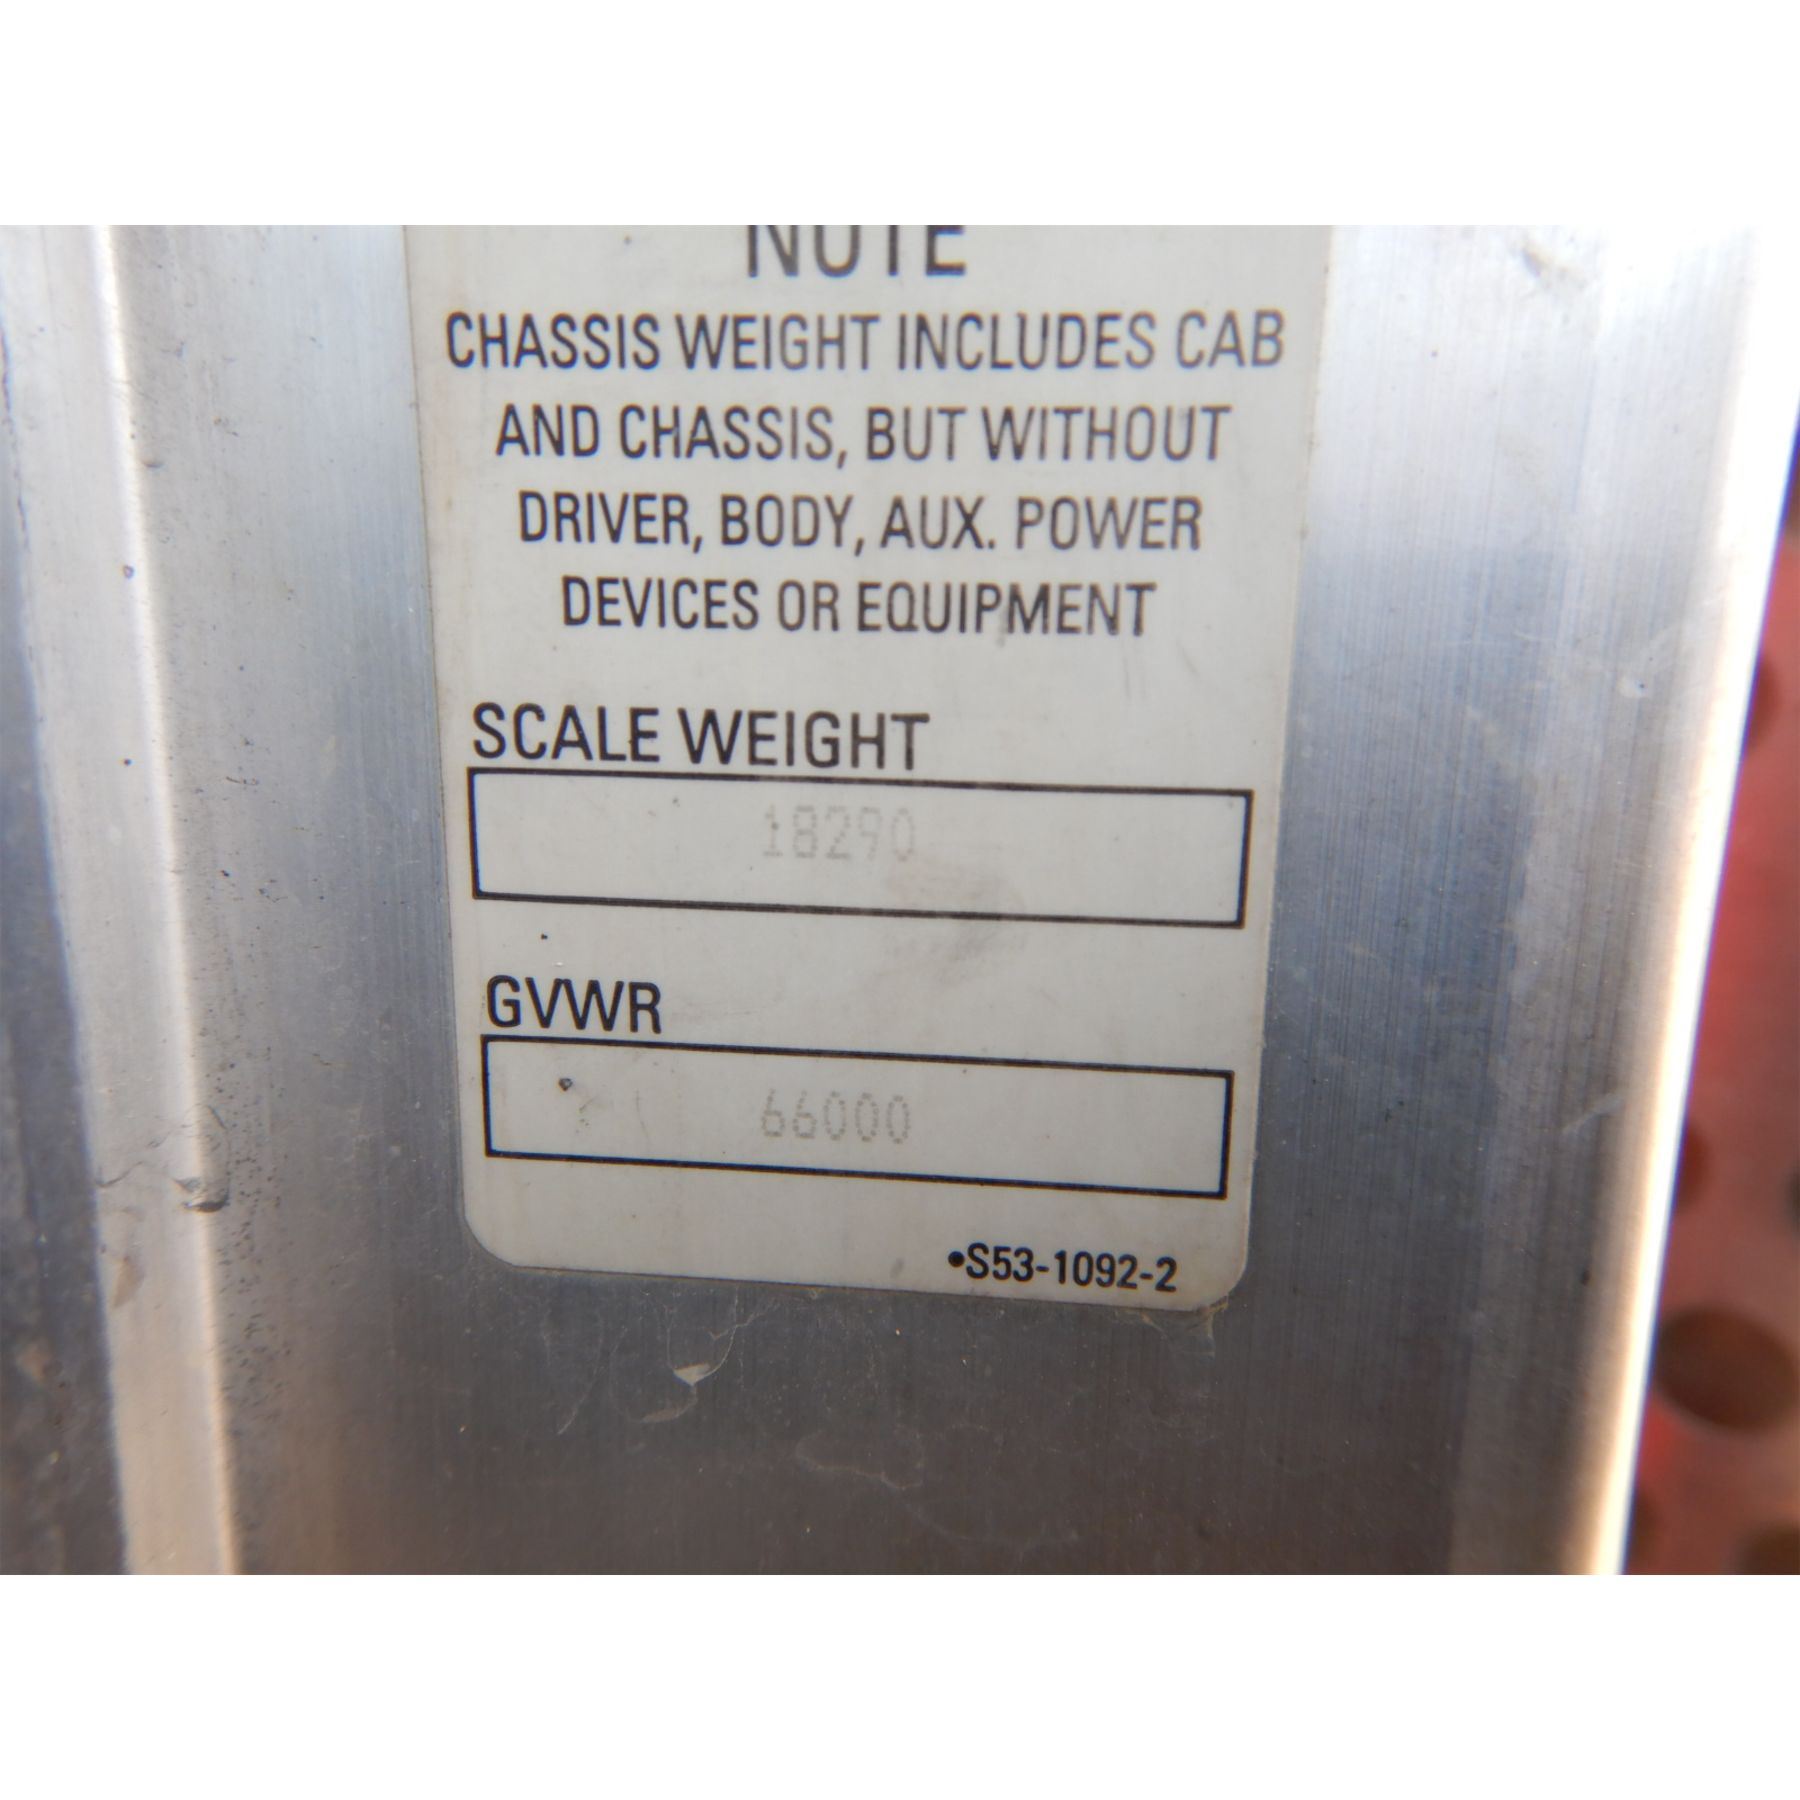 NOTE
CHASSIS WEIGHT INCLUDES CAB
AND CHASSIS, BUT WITHOUT
DRIVER, BODY, AUX. POWER
DEVICES OR EQUIPMENT
SCALE WEIGHT
18290
GVWR
66000
•S53-1092-2